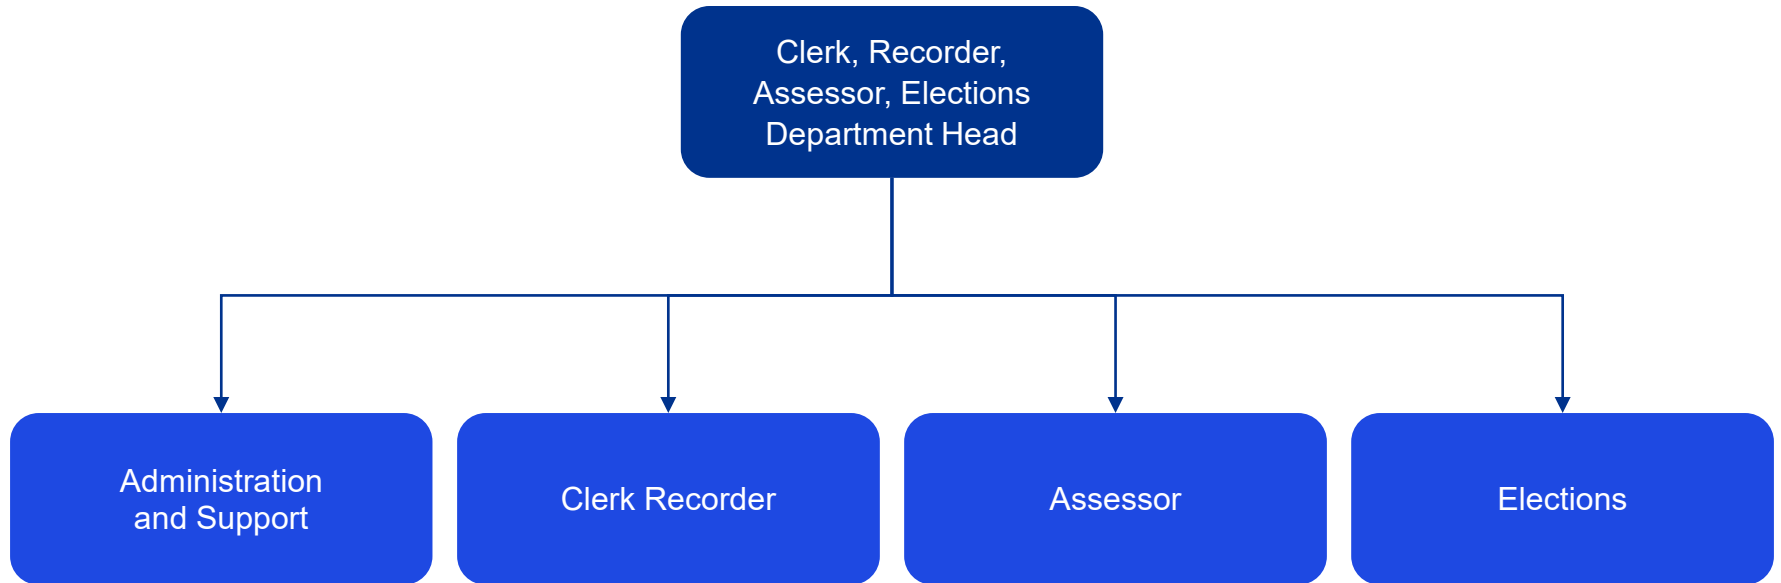 Clerk, Recorder,
Assessor, Elections
Department Head
Administration
and Support
Clerk Recorder
Assessor
Elections